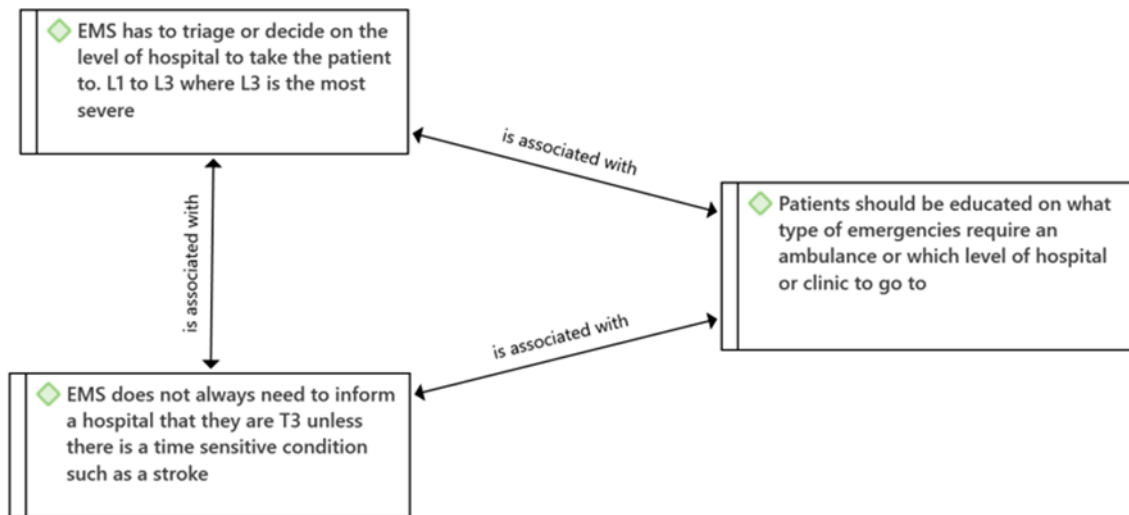 EMS has to triage or decide on the
level of hospital to take the patient
to. L1 to L3 where L3 is the most
severe
is associated with
is associated with
Patients should be educated on what
type of emergencies require an
ambulance or which level of hospital
or clinic to go to
is associated with
EMS does not always need to inform
a hospital that they are T3 unless
there is a time sensitive condition
such as a stroke